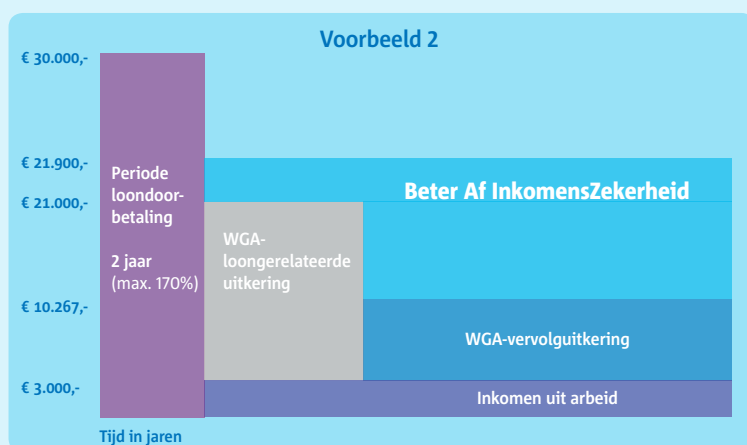 Voorbeeld 2
€ 30.000,-
€ 21.900,-
€ 21.000,-
€ 10.267,-
€ 3.000,-
Periode
loondoor-
betaling
2 jaar
(max. 170%)
WGA-
loongerelateerde
uitkering
Beter Af InkomensZekerheid
WGA-vervolguitkering
Inkomen uit arbeid
Tijd in jaren